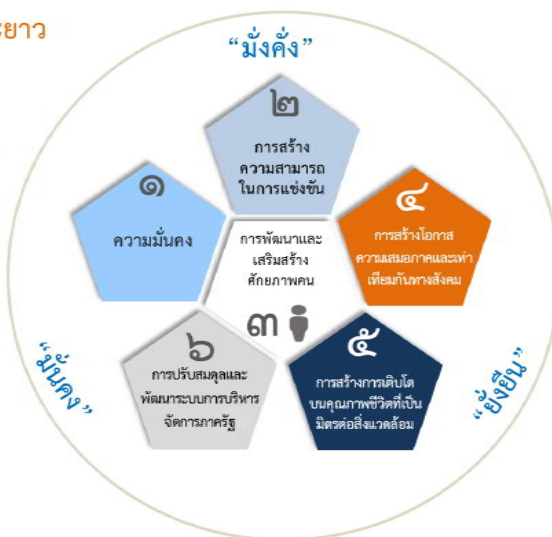 ะยาว
“มั่งคั่ง”
๒
การสร้าง
ความสามารถ
ในการแข่งขัน
๑
ความมั่นคง
๔
การสร้างโอกาส
ความเสมอภาคและเท่า
เทียมกันทางสังคม
การพัฒนาและ
เสริมสร้าง
ศักยภาพคน
๓
๖
การปรับสมดุลและ
พัฒนาระบบการบริหาร
จัดการภาครัฐ
๕
การสร้างการเติบโต
บนคุณภาพชีวิตที่เป็น
มิตรต่อสิ่งแวดล้อม
“มั่นคง”
“ยั่งยืน”